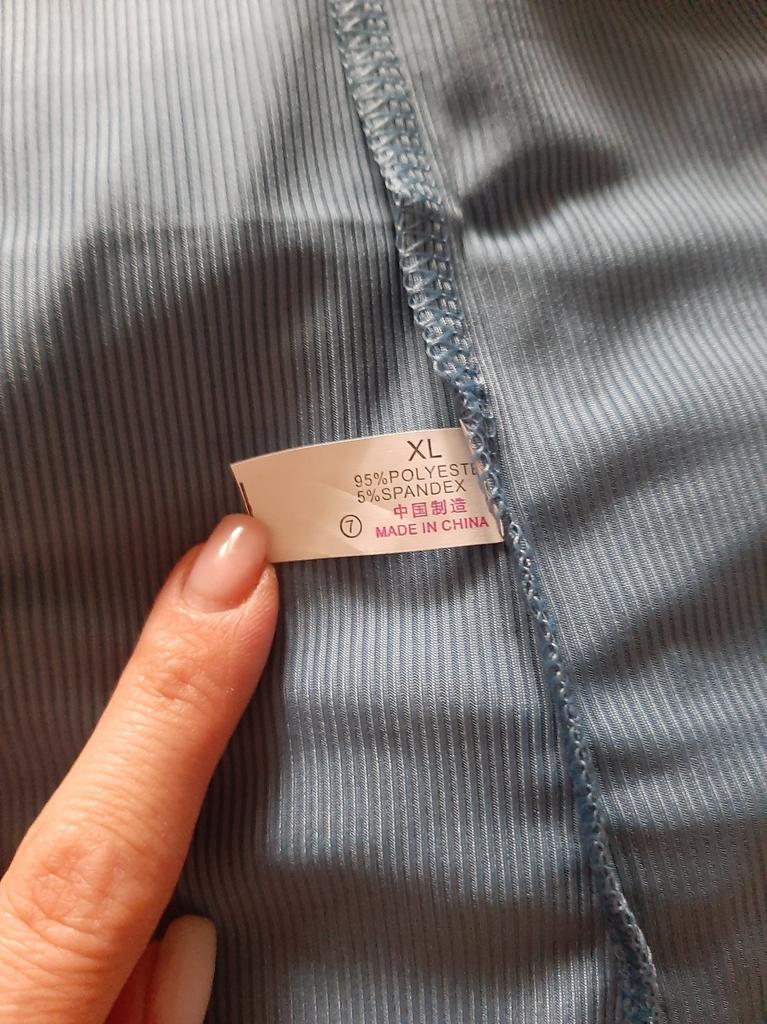 XL
95%POLYESTE
5%SPANDEX
中国制造
7 MADE IN CHINA